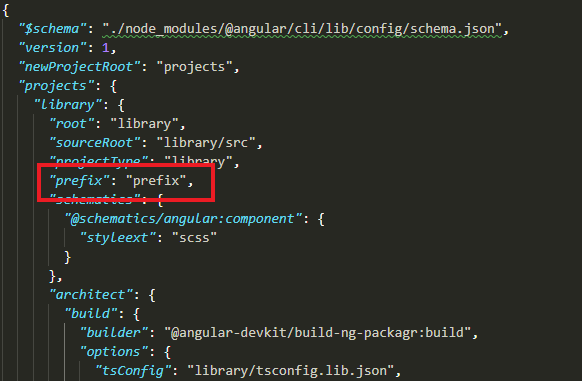 {
"$schema": "./node_modules/@angular/cli/lib/config/schema.json",
"version": 1,
"newProjectRoot": "projects",
"projects": {
"library": {
"root": "library",
"sourceRoot": "library/src",
"projectType": "library",
"prefix": "prefix",
"schematics": {
"@schematics/angular:component": {
"styleext": "scss"
}
},
"architect": {
"build": {
"builder": "@angular-devkit/build-ng-packagr:build",
"options": {
"tsConfig": "library/tsconfig.lib.json",